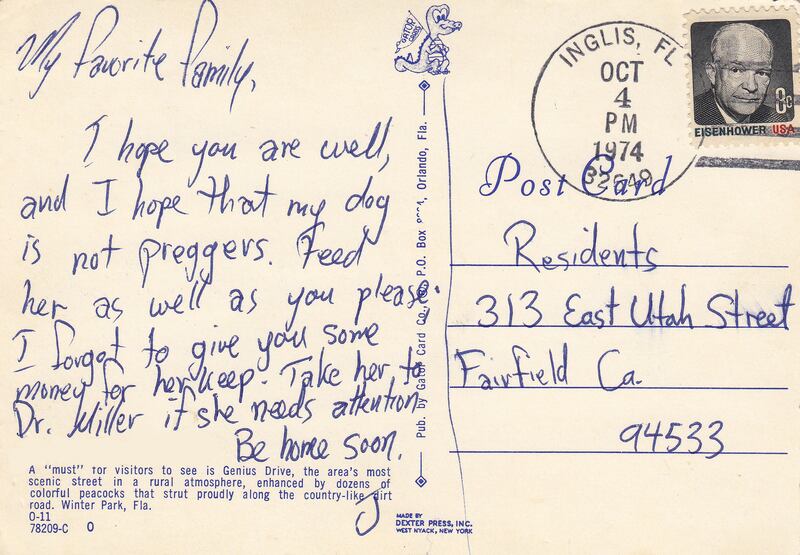 My favorite family,
I hope you are well,
and I hope that my dog
is not preggers. Feed
her as well as you please.
I forgot to give you some
money for her keep. Take her to
Dr. Miller if she needs attention
Be home soon.
J
A "must" for visitors to see is Genius Drive, the area's most
scenic street in a rural atmosphere, enhanced by dozens of
colorful peacocks that strut proudly along the country-like dirt
road. Winter Park, Fla.
O-11
78209-C O
GATOR
CARDS
Pub. by Gator Card Co., P.O. Box Orlando, Fla.
MADE BY
DEXTER PRESS, INC.
WEST NYACK, NEW YORK
INGLIS, FL
OCT
4
PM
1974
8c
EISENHOWER USA
Post Card
Residents
313 East Utah Street
Fairfield Ca.
94533